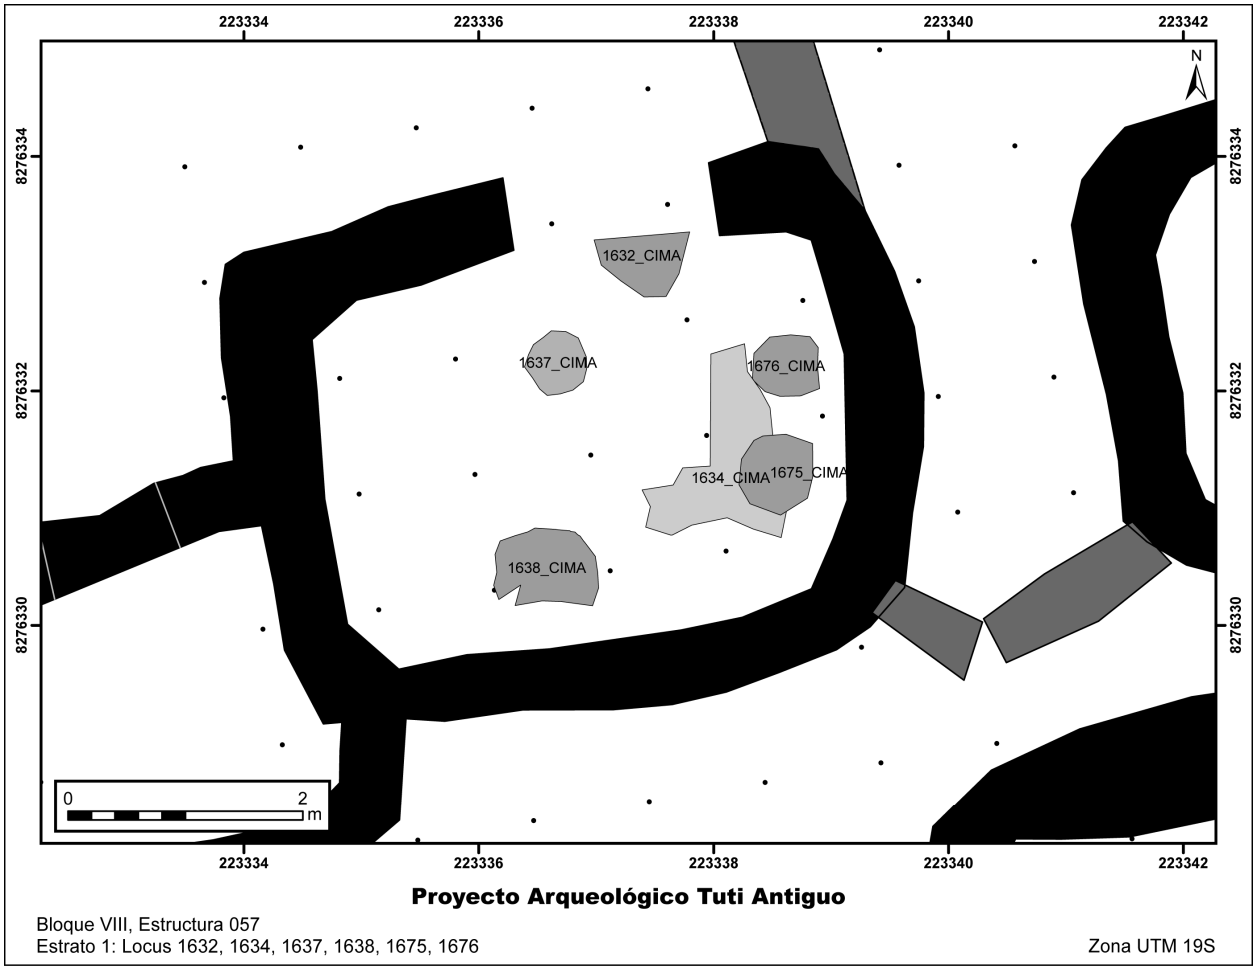 223334 223336 223338 223340 223342
N
8276334 8276334
1632_CIMA
1637_CIMA
1676_CIMA
8276332 8276332
1634_CIMA 1675_CIMA
1638_CIMA
8276330 8276330
0 2
m
223334 223336 223338 223340 223342
Proyecto Arqueológico Tuti Antiguo
Bloque VIII, Estructura 057
Estrato 1: Locus 1632, 1634, 1637, 1638, 1675, 1676
Zona UTM 19S